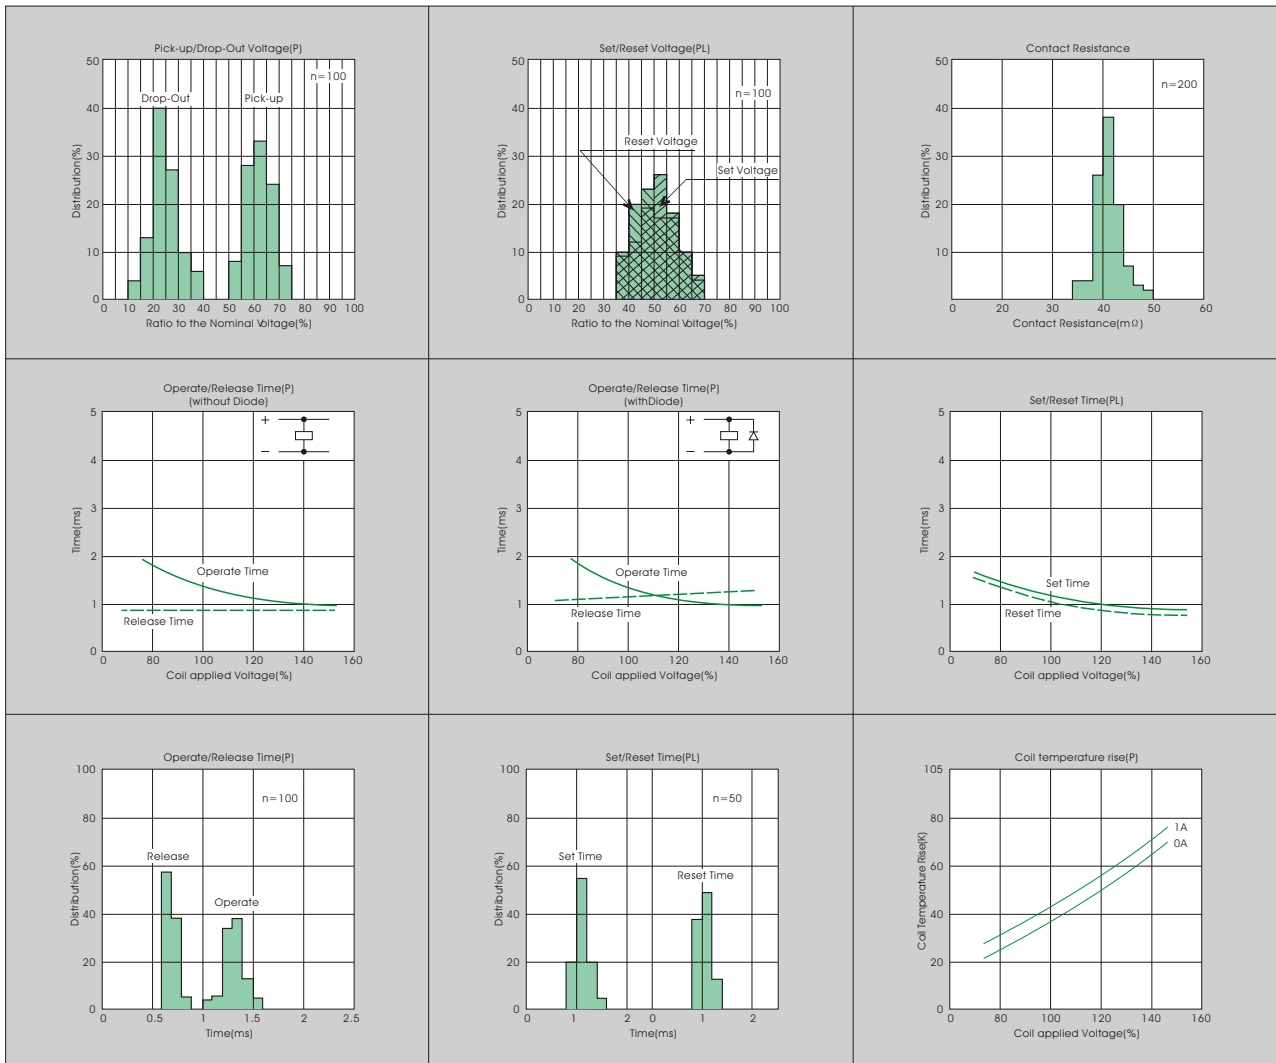 Pick-up/Drop-Out Voltage(P)
50
40
30
20
10
0
Distribution(%)
n=100
Drop-Out
Pick-up
0 10 20 30 40 50 60 70 80 90 100
Ratio to the Nominal Voltage(%)
Set/Reset Voltage(PL)
50
40
30
20
10
0
Distribution(%)
n=100
Reset Voltage
Set Voltage
0 10 20 30 40 50 60 70 80 90 100
Ratio to the Nominal Voltage(%)
Contact Resistance
50
40
30
20
10
0
Distribution(%)
n=200
0 20 30 40 50 60
Contact Resistance(mΩ)
Operate/Release Time(P)
(without Diode)
5
4
3
2
1
0
Time(ms)
+
−
Operate Time
Release Time
80 100 120 140 160
Coil applied Voltage(%)
Operate/Release Time(P)
(withDiode)
5
4
3
2
1
0
Time(ms)
+
−
Operate Time
Release Time
0 80 100 120 140 160
Coil applied Voltage(%)
Set/Reset Time(PL)
5
4
3
2
1
0
Time(ms)
Set Time
Reset Time
0 80 100 120 140 160
Coil applied Voltage(%)
Operate/Release Time(P)
100
80
60
40
20
0
Distribution(%)
n=100
Release
Operate
0 0.5 1 1.5 2 2.5
Time(ms)
Set/Reset Time(PL)
100
80
60
40
20
0
Distribution(%)
n=50
Set Time
Reset Time
0 1 2 0 1 2
Time(ms)
Coil temperature rise(P)
105
80
60
40
20
0
Coil Temperature Rise(K)
1A
0A
0 80 100 120 140 160
Coil applied Voltage(%)